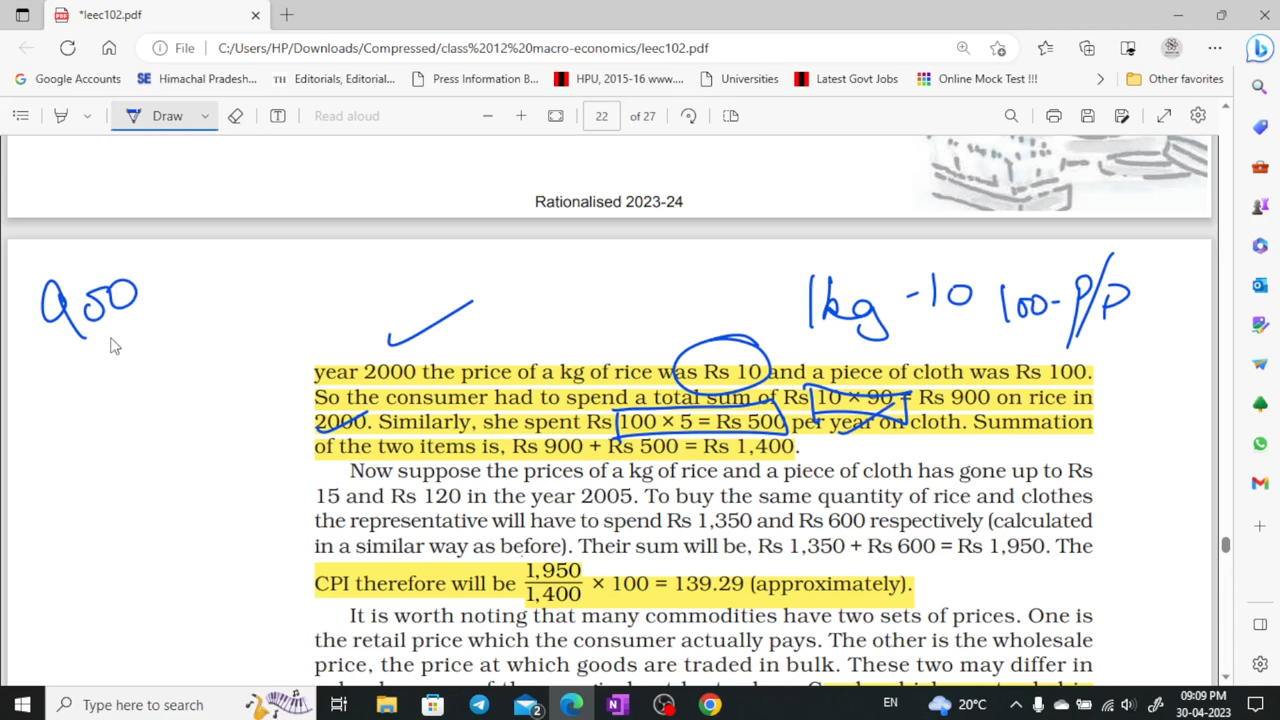 *leec102.pdf
File C:/Users/HP/Downloads/Compressed/class%2012%20macro-economics/leec102.pdf
Google Accounts Himachal Pradesh... Editorials, Editorial... Press Information B... HPU, 2015-16 www.... Universities Latest Govt Jobs Online Mock Test !!! Other favorites
Draw Read aloud 22 of 27
Rationalised 2023-24
900
1kg -10 100- P/P
year 2000 the price of a kg of rice was Rs 10 and a piece of cloth was Rs 100.
So the consumer had to spend a total sum of Rs 10 × 90 = Rs 900 on rice in
2000. Similarly, she spent Rs 100 × 5 = Rs 500 per year on cloth. Summation
of the two items is, Rs 900 + Rs 500 = Rs 1,400.
Now suppose the prices of a kg of rice and a piece of cloth has gone up to Rs
15 and Rs 120 in the year 2005. To buy the same quantity of rice and clothes
the representative will have to spend Rs 1,350 and Rs 600 respectively (calculated
in a similar way as before). Their sum will be, Rs 1,350 + Rs 600 = Rs 1,950. The
CPI therefore will be 1,950/1,400 × 100 = 139.29 (approximately).
It is worth noting that many commodities have two sets of prices. One is
the retail price which the consumer actually pays. The other is the wholesale
price, the price at which goods are traded in bulk. These two may differ in
Type here to search 2 20°C EN 09:09 PM
30-04-2023